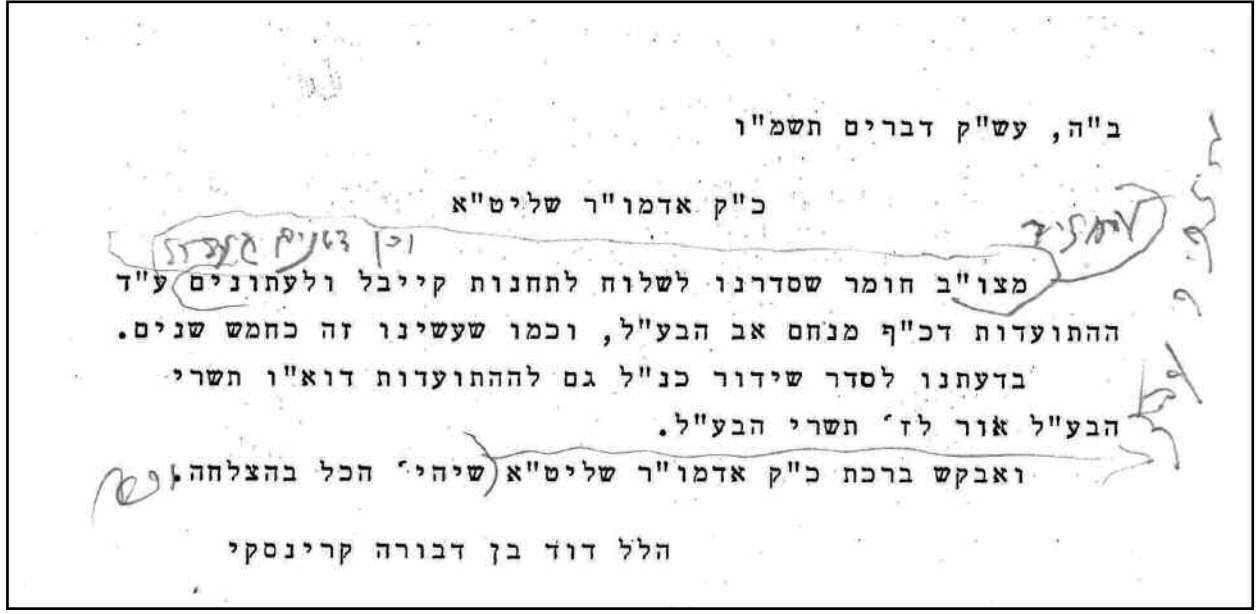 ב"ה, עש"ק דברים תשמ"ו
כ"ק אדמו"ר שליט"א
וכן בשנים
מצו"ב חומר שסדרנו לשלוח לתחנות קייבל ולעתונים ע"ד
ההתועדות דכ"ף מנחם אב הבע"ל, וכמו שעשינו זה כחמש שנים.
בדעתנו לסדר שידור כנ"ל גם לההתועדות דוא"ו תשרי
הבע"ל אור לז' תשרי הבע"ל.
ואבקש ברכת כ"ק אדמו"ר שליט"א שיהי' הכל בהצלחה.
הלל דוד בן דבורה קרינסקי